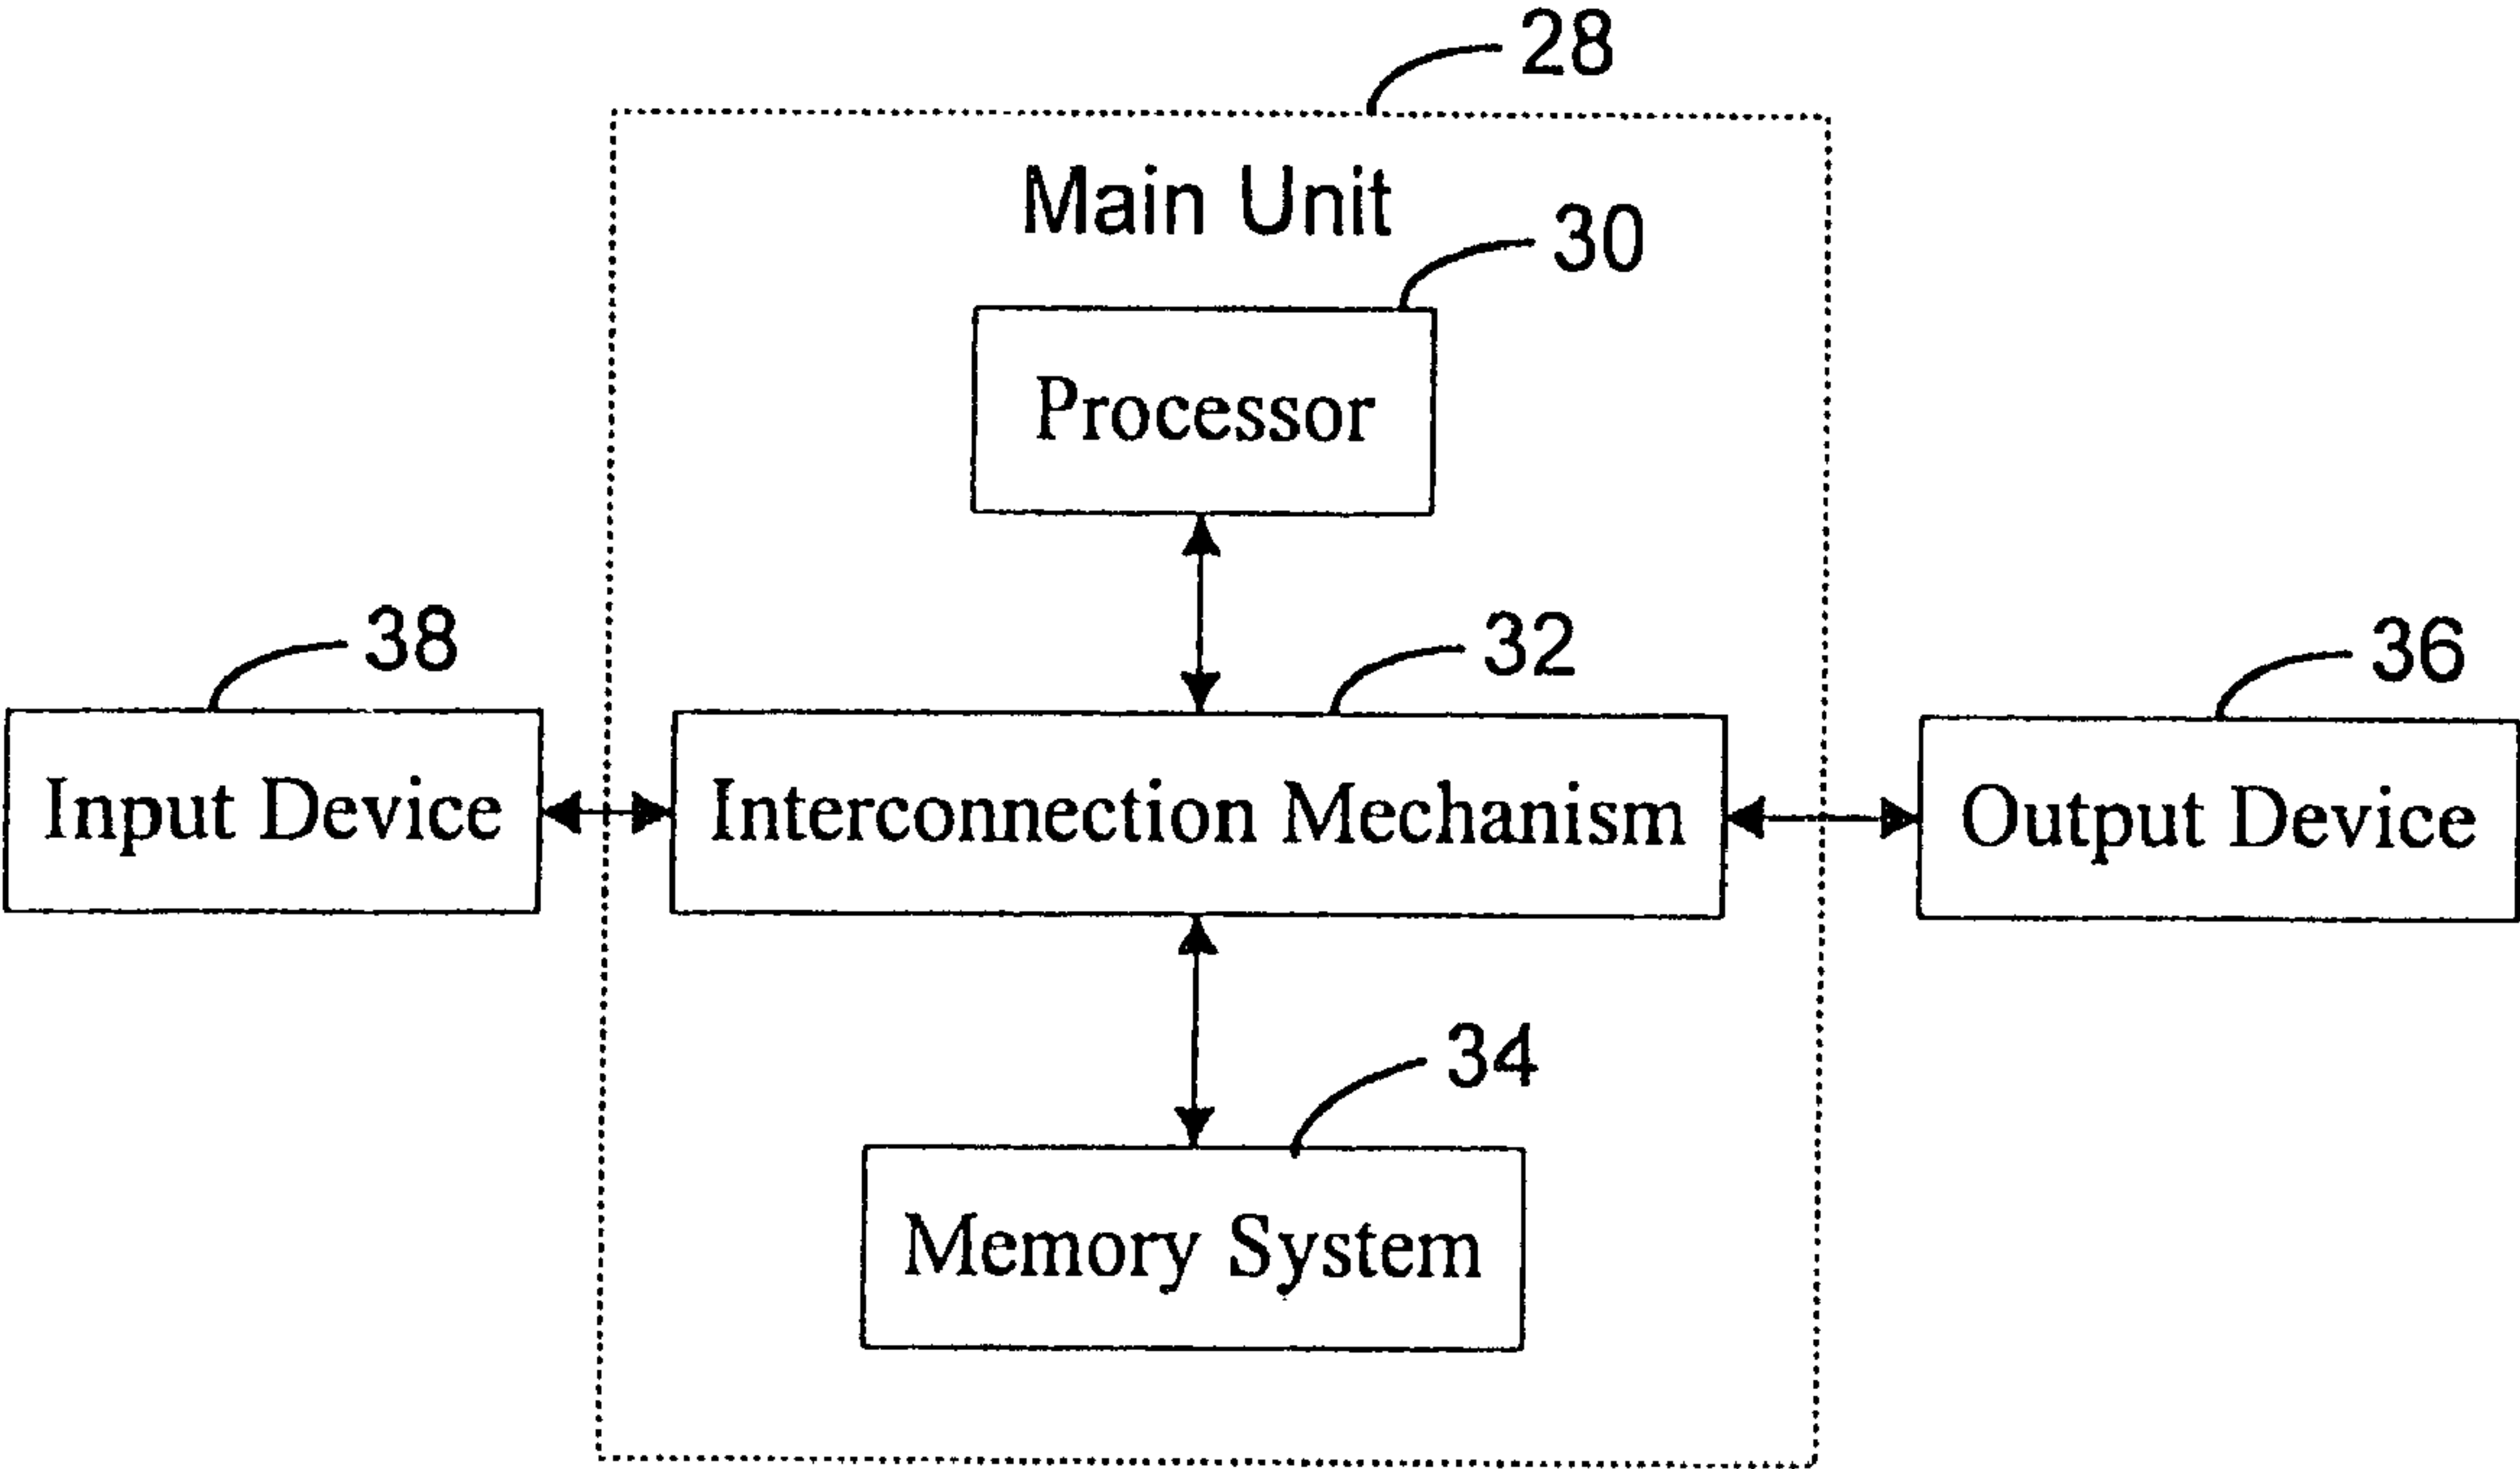 28
Main Unit
30
Processor
38
32
36
Input Device
Interconnection Mechanism
Output Device
34
Memory System